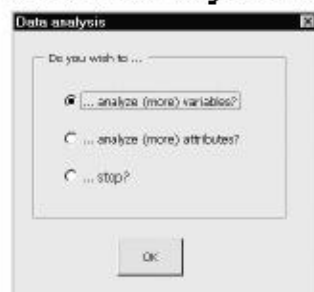 Data analysis
Do you wish to ...
... analyze (more) variables?
... analyze (more) attributes?
... stop?
OK